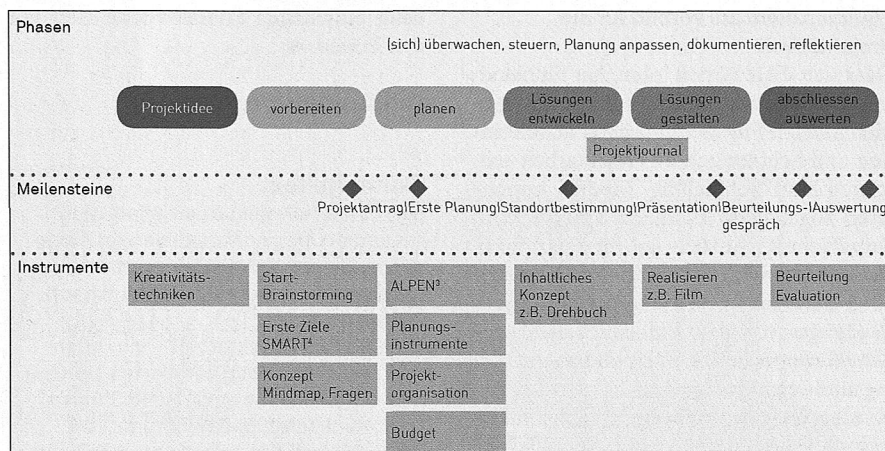 Phasen
(sich) überwachen, steuern, Planung anpassen, dokumentieren, reflektieren
Projektidee
vorbereiten
planen
Lösungen
entwickeln
Lösungen
gestalten
abschliessen
auswerten
Projektjournal
Meilensteine
Projektantrag|Erste Planung|Standortbestimmung|Präsentation|Beurteilungs-|Auswertung
gespräch
Instrumente
Kreativitäts-
techniken
Start-
Brainstorming
Erste Ziele
SMART⁴
Konzept
Mindmap, Fragen
ALPEN³
Planungs-
instrumente
Projekt-
organisation
Budget
Inhaltliches
Konzept
z.B. Drehbuch
Realisieren
z.B. Film
Beurteilung
Evaluation